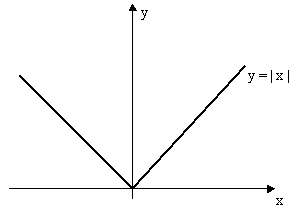 y
y = | x |
x